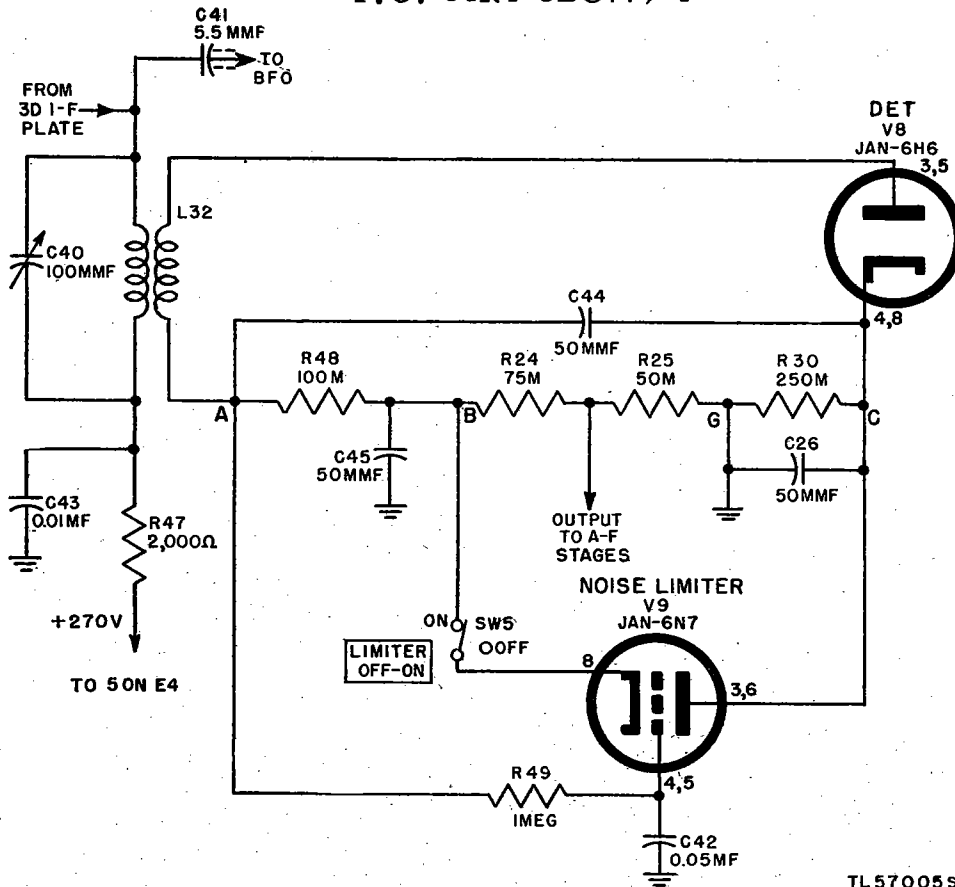 C41
5.5 MMF
TO
BFO
FROM
3D I-F
PLATE
DET
V8
JAN-6H6
3,5
L32
C40
100MMF
C44
50MMF
4,8
R48
100M
R24
75M
R25
50M
R30
250M
A
B
G
C
C45
50MMF
C26
50MMF
C43
0.01MF
R47
2,000Ω
OUTPUT
TO A-F
STAGES
NOISE LIMITER
V9
JAN-6N7
+270V
ON
SW5
OOFF
LIMITER
OFF-ON
8
3,6
TO 5 ON E4
4,5
R49
1MEG
C42
0.05MF
TL57005S